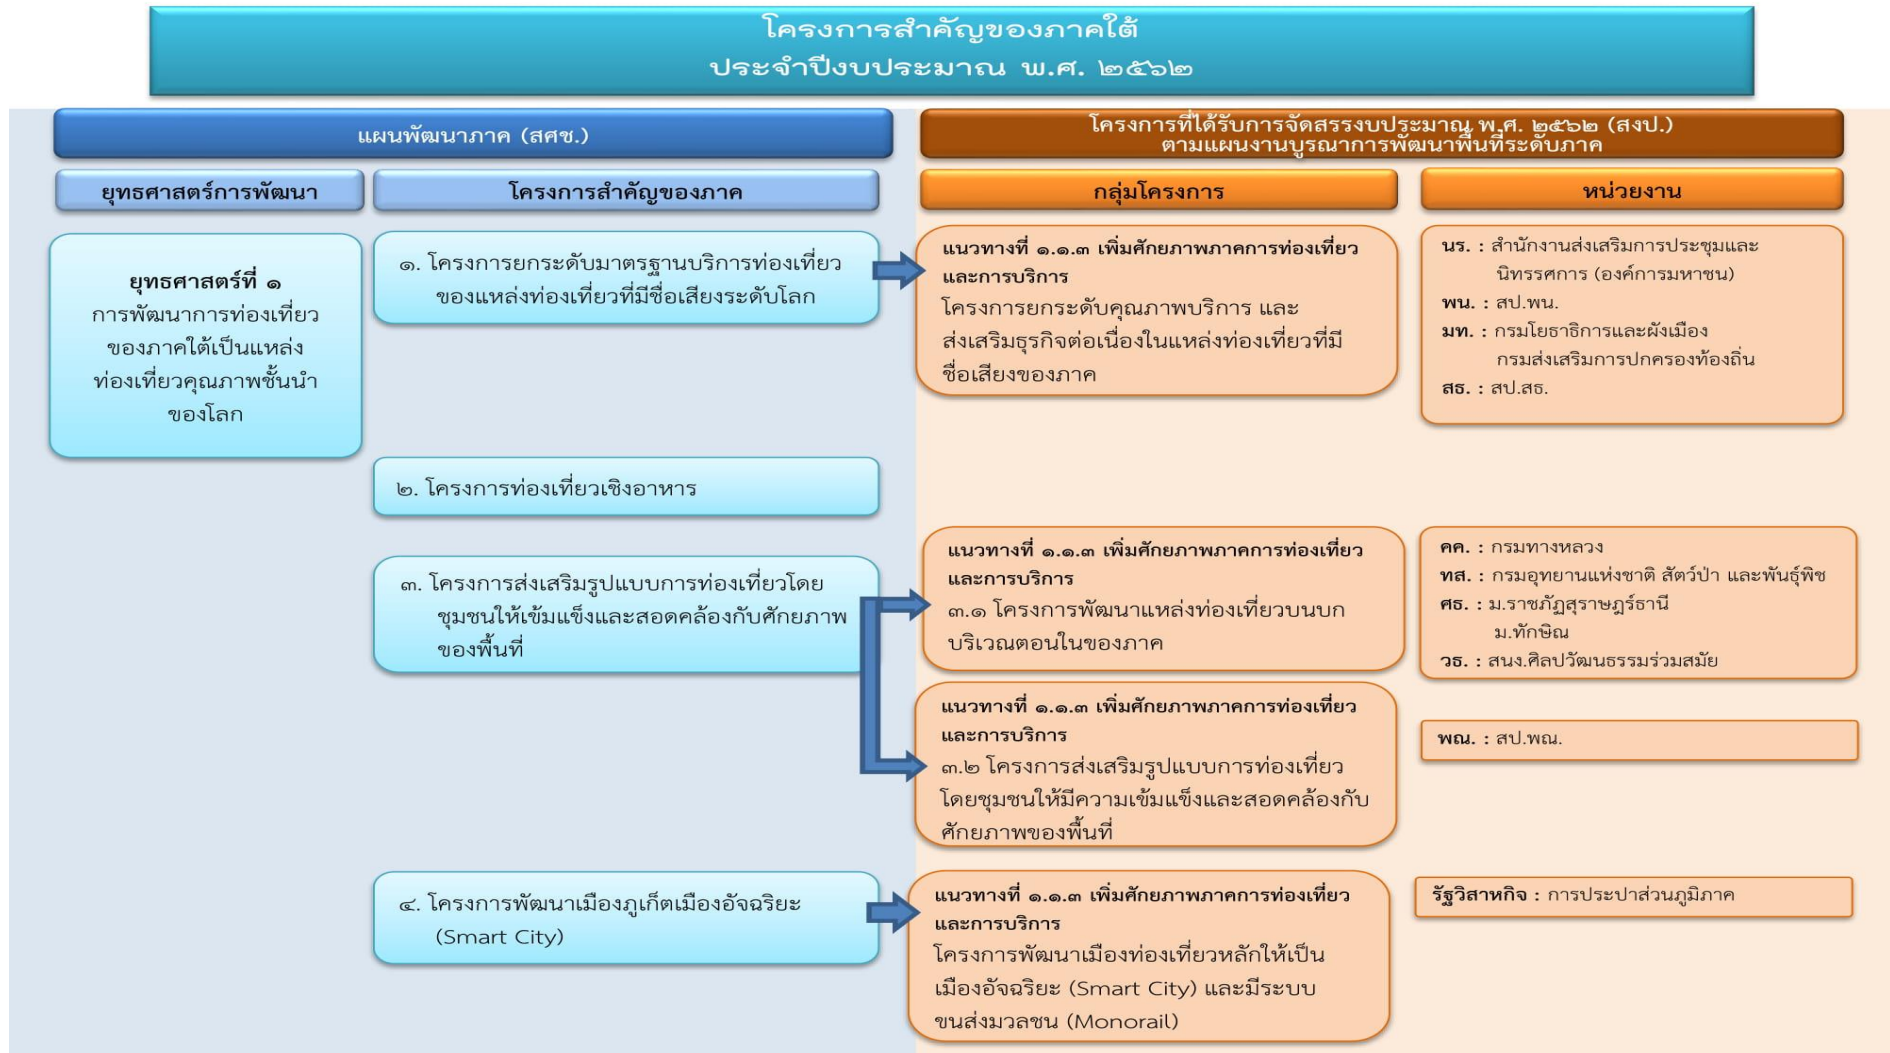 โครงการสำคัญของภาคใต้
ประจำปีงบประมาณ พ.ศ. ๒๕๖๒
แผนพัฒนาภาค (สศช.)
โครงการที่ได้รับการจัดสรรงบประมาณ พ.ศ. ๒๕๖๒ (สงป.)
ตามแผนงานบูรณาการพัฒนาพื้นที่ระดับภาค
ยุทธศาสตร์การพัฒนา
โครงการสำคัญของภาค
กลุ่มโครงการ
หน่วยงาน
ยุทธศาสตร์ที่ ๑
การพัฒนาการท่องเที่ยว
ของภาคใต้เป็นแหล่ง
ท่องเที่ยวคุณภาพชั้นนำ
ของโลก
๑. โครงการยกระดับมาตรฐานบริการท่องเที่ยว
ของแหล่งท่องเที่ยวที่มีชื่อเสียงระดับโลก
แนวทางที่ ๑.๑.๓ เพิ่มศักยภาพภาคการท่องเที่ยว
และการบริการ
โครงการยกระดับคุณภาพบริการ และ
ส่งเสริมธุรกิจต่อเนื่องในแหล่งท่องเที่ยวที่มี
ชื่อเสียงของภาค
นร. : สำนักงานส่งเสริมการประชุมและ
นิทรรศการ (องค์การมหาชน)
พน. : สป.พน.
มท. : กรมโยธาธิการและผังเมือง
กรมส่งเสริมการปกครองท้องถิ่น
สธ. : สป.สธ.
๒. โครงการท่องเที่ยวเชิงอาหาร
๓. โครงการส่งเสริมรูปแบบการท่องเที่ยวโดย
ชุมชนให้เข้มแข็งและสอดคล้องกับศักยภาพ
ของพื้นที่
แนวทางที่ ๑.๑.๓ เพิ่มศักยภาพภาคการท่องเที่ยว
และการบริการ
๓.๑ โครงการพัฒนาแหล่งท่องเที่ยวบนบก
บริเวณตอนในของภาค
คค. : กรมทางหลวง
ทส. : กรมอุทยานแห่งชาติ สัตว์ป่า และพันธุ์พืช
ศธ. : ม.ราชภัฏสุราษฎร์ธานี
ม.ทักษิณ
วธ. : สนง.ศิลปวัฒนธรรมร่วมสมัย
แนวทางที่ ๑.๑.๓ เพิ่มศักยภาพภาคการท่องเที่ยว
และการบริการ
๓.๒ โครงการส่งเสริมรูปแบบการท่องเที่ยว
โดยชุมชนให้มีความเข้มแข็งและสอดคล้องกับ
ศักยภาพของพื้นที่
พณ. : สป.พณ.
๔. โครงการพัฒนาเมืองภูเก็ตเมืองอัจฉริยะ
(Smart City)
แนวทางที่ ๑.๑.๓ เพิ่มศักยภาพภาคการท่องเที่ยว
และการบริการ
โครงการพัฒนาเมืองท่องเที่ยวหลักให้เป็น
เมืองอัจฉริยะ (Smart City) และมีระบบ
ขนส่งมวลชน (Monorail)
รัฐวิสาหกิจ : การประปาส่วนภูมิภาค